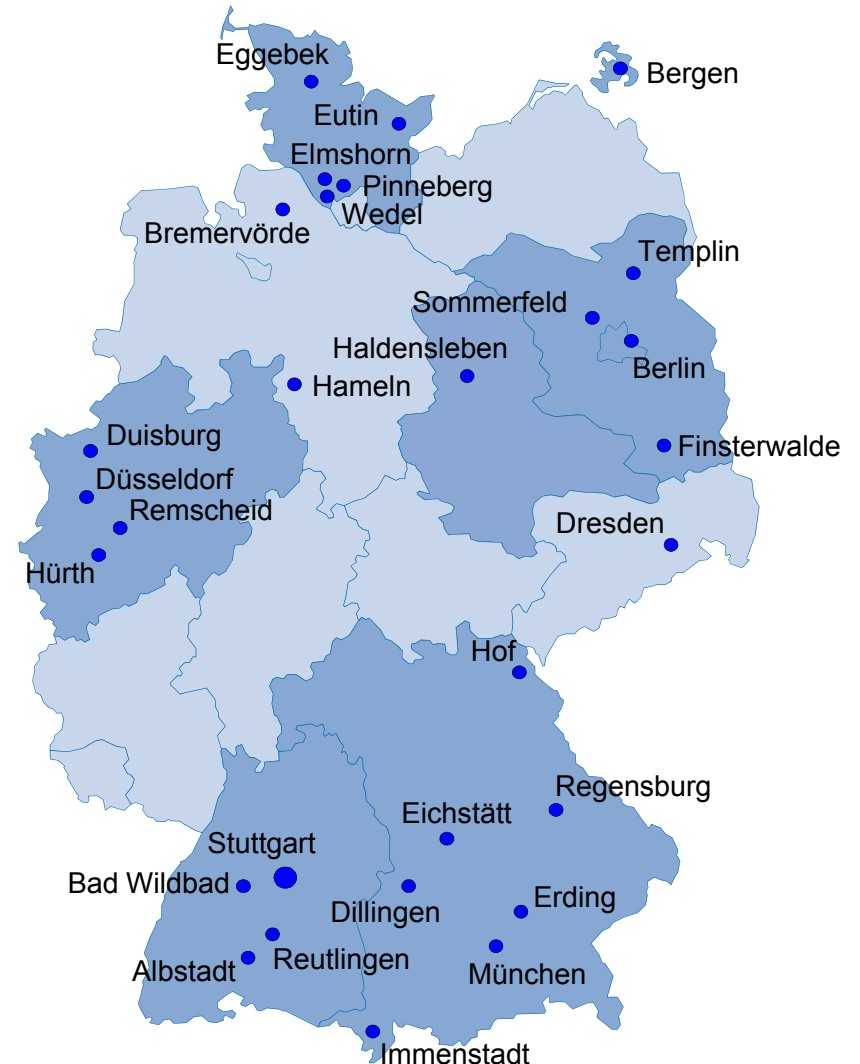 Eggebek
Bergen
Eutin
Elmshorn
Pinneberg
Wedel
Bremervörde
Templin
Sommerfeld
Haldensleben
Berlin
Hameln
Duisburg
Finsterwalde
Düsseldorf
Remscheid
Dresden
Hürth
Hof
Regensburg
Eichstätt
Stuttgart
Bad Wildbad
Erding
Dillingen
Reutlingen
Albstadt
München
Immenstadt